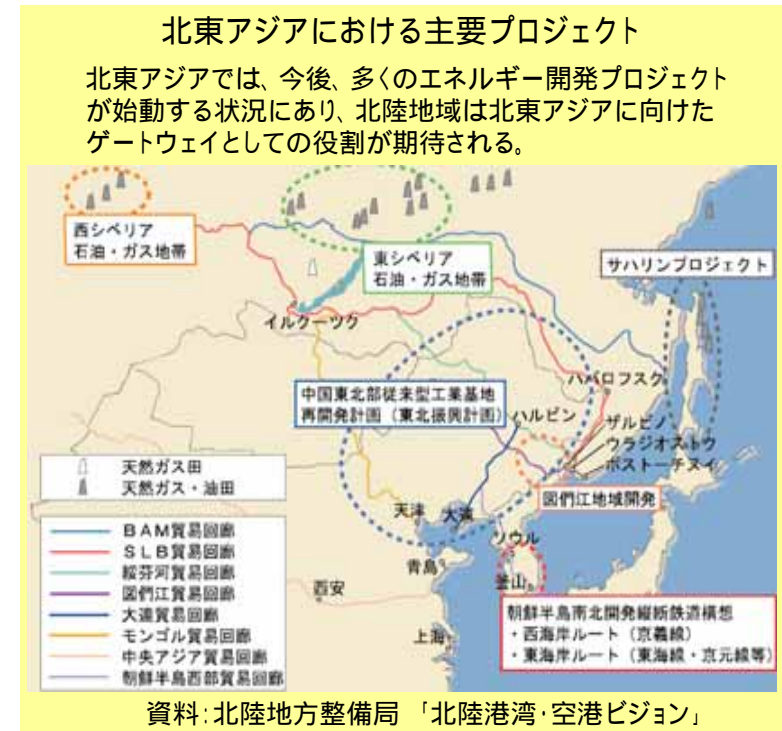 北東アジアにおける主要プロジェクト
北東アジアでは、今後、多くのエネルギー開発プロジェクト
が始動する状況にあり、北陸地域は北東アジアに向けた
ゲートウェイとしての役割が期待される。
西シベリア
石油・ガス地帯
東シベリア
石油・ガス地帯
サハリンプロジェクト
イルクーツク
中国東北部従来型工業基地
再開発計画（東北振興計画）
ハバロフスク
ハルビン
ザルビノ
ウラジオストウ
ボストーチヌイ
天然ガス田
天然ガス・油田
図們江地域開発
天津
大連
ソウル
青島
釜山
西安
上海
BAM貿易回廊
SLB貿易回廊
綏芬河貿易回廊
図們江貿易回廊
大連貿易回廊
モンゴル貿易回廊
中央アジア貿易回廊
朝鮮半島西部貿易回廊
朝鮮半島南北開発縦断鉄道構想
・西海岸ルート（京義線）
・東海岸ルート（東海線・京元線等）
資料：北陸地方整備局 「北陸港湾・空港ビジョン」